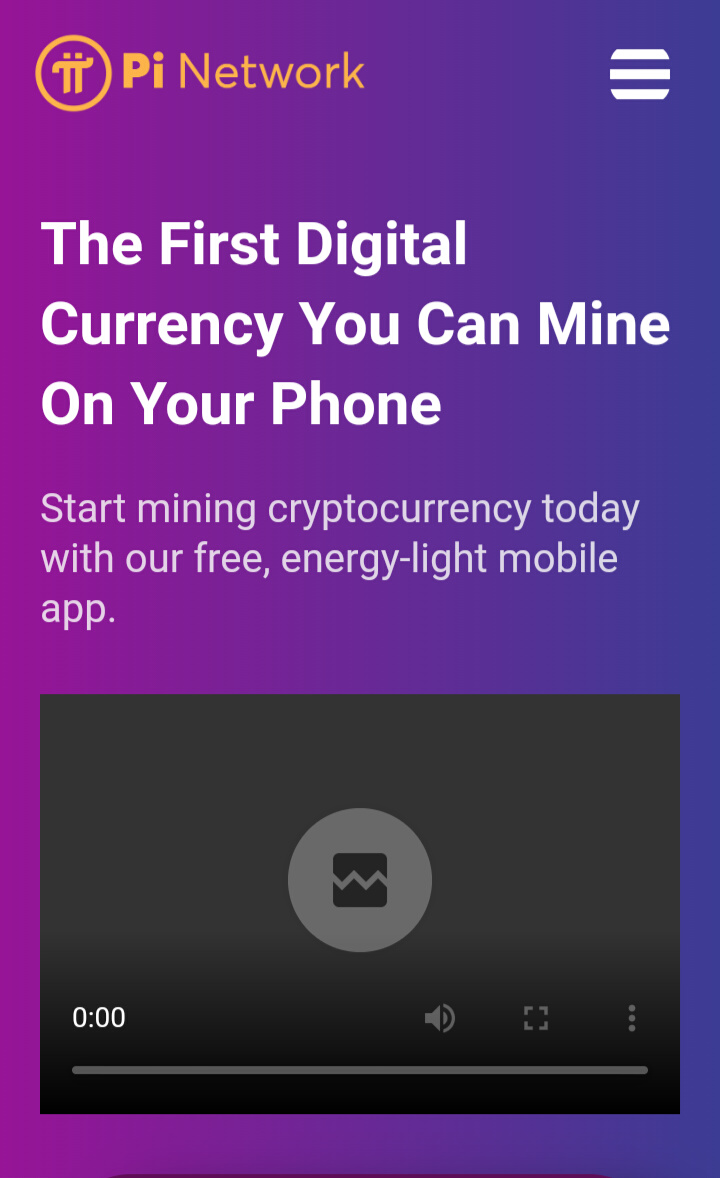 Pi Network
The First Digital
Currency You Can Mine
On Your Phone
Start mining cryptocurrency today
with our free, energy-light mobile
app.
0:00